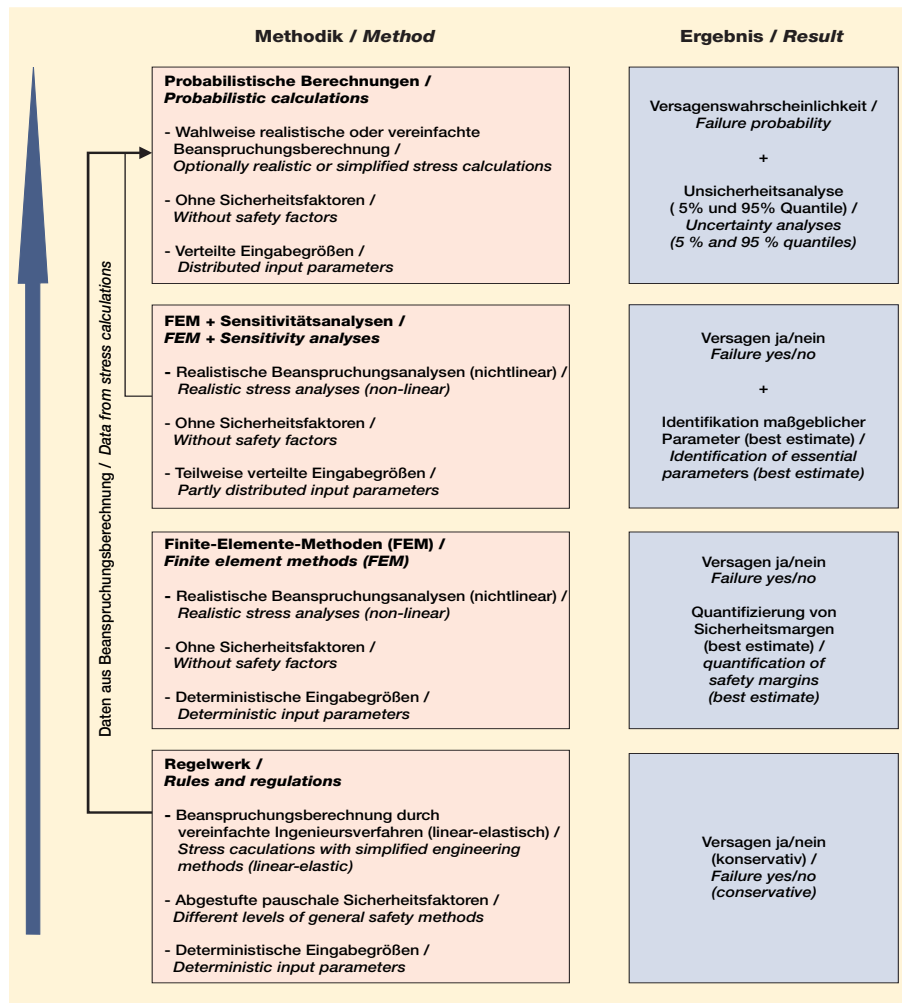 Methodik / Method
Ergebnis / Result
Probabilistische Berechnungen /
Probabilistic calculations
- Wahlweise realistische oder vereinfachte
Beanspruchungsberechnung /
Optionally realistic or simplified stress calculations
- Ohne Sicherheitsfaktoren /
Without safety factors
- Verteilte Eingabegrößen /
Distributed input parameters
Versagenswahrscheinlichkeit /
Failure probability
+
Unsicherheitsanalyse
( 5% und 95% Quantile) /
Uncertainty analyses
(5 % and 95 % quantiles)
Daten aus Beanspruchungsberechnung / Data from stress calculations
FEM + Sensitivitätsanalysen /
FEM + Sensitivity analyses
- Realistische Beanspruchungsanalysen (nichtlinear) /
Realistic stress analyses (non-linear)
- Ohne Sicherheitsfaktoren /
Without safety factors
- Teilweise verteilte Eingabegrößen /
Partly distributed input parameters
Versagen ja/nein
Failure yes/no
+
Identifikation maßgeblicher
Parameter (best estimate) /
Identification of essential
parameters (best estimate)
Finite-Elemente-Methoden (FEM) /
Finite element methods (FEM)
- Realistische Beanspruchungsanalysen (nichtlinear) /
Realistic stress analyses (non-linear)
- Ohne Sicherheitsfaktoren /
Without safety factors
- Deterministische Eingabegrößen /
Deterministic input parameters
Versagen ja/nein
Failure yes/no
Quantifizierung von
Sicherheitsmargen
(best estimate) /
quantification of
safety margins
(best estimate)
Regelwerk /
Rules and regulations
- Beanspruchungsberechnung durch
vereinfachte Ingenieursverfahren (linear-elastisch) /
Stress caculations with simplified engineering
methods (linear-elastic)
- Abgestufte pauschale Sicherheitsfaktoren /
Different levels of general safety methods
- Deterministische Eingabegrößen /
Deterministic input parameters
Versagen ja/nein
(konservativ) /
Failure yes/no
(conservative)